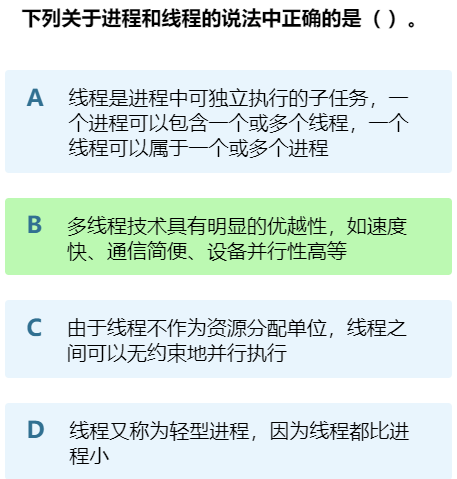 下列关于进程和线程的说法中正确的是（ ）。
A 线程是进程中可独立执行的子任务，一
个进程可以包含一个或多个线程，一个
线程可以属于一个或多个进程
B 多线程技术具有明显的优越性，如速度
快、通信简便、设备并行性高等
C 由于线程不作为资源分配单位，线程之
间可以无约束地并行执行
D 线程又称为轻型进程，因为线程都比进
程小